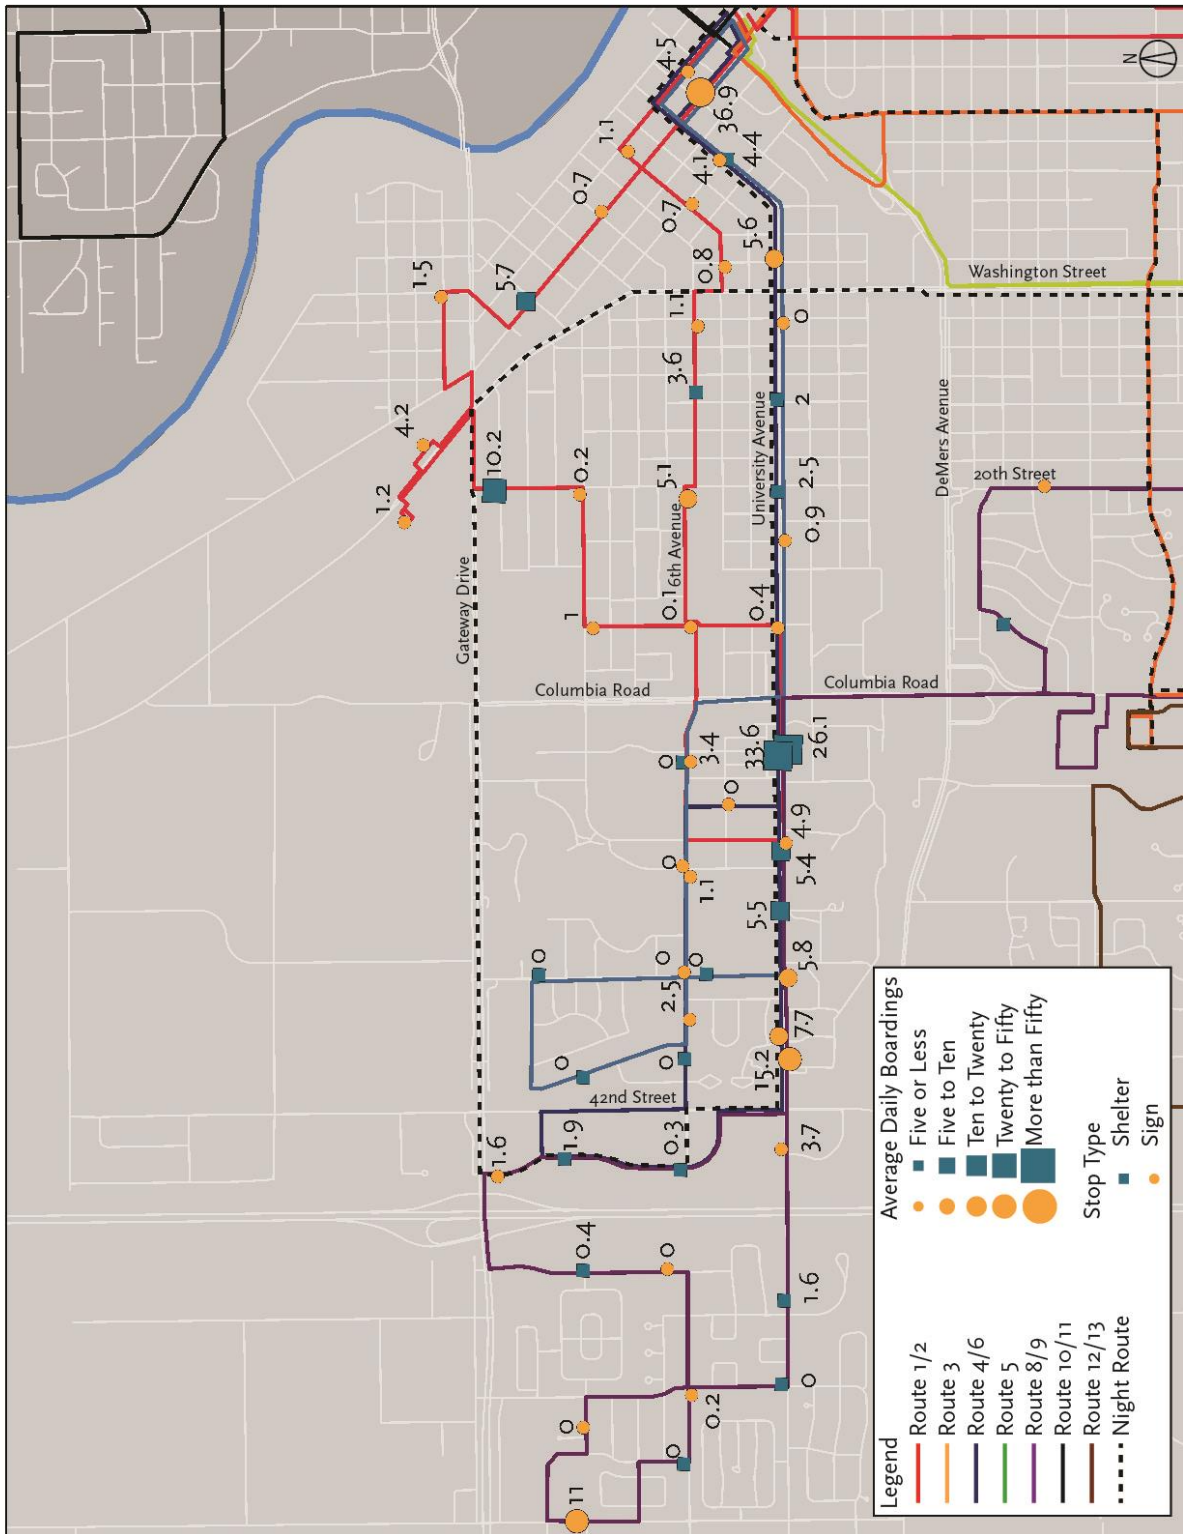 N
4.5
36.9
1.1
4.1
4.4
0.7
0.7
5.6
0.8
1.5
5.7
Washington Street
1.1
0
3.6
2
4.2
10.2
1.2
0.2
5.1
2.5
University Avenue
DeMers Avenue
20th Street
16th Avenue
0.9
Gateway Drive
1
0.1
0.4
Columbia Road
Columbia Road
0
3.4
33.6
26.1
0
4.9
0
1.1
5.4
5.5
0
0
0
5.8
2.5
7.7
0
0
15.2
42nd Street
1.9
0.3
1.6
3.7
0.4
0
1.6
0
0
0.2
0
11
Legend
Route 1/2
Route 3
Route 4/6
Route 5
Route 8/9
Route 10/11
Route 12/13
Night Route
Average Daily Boardings
Five or Less
Five to Ten
Ten to Twenty
Twenty to Fifty
More than Fifty
Stop Type
Shelter
Sign